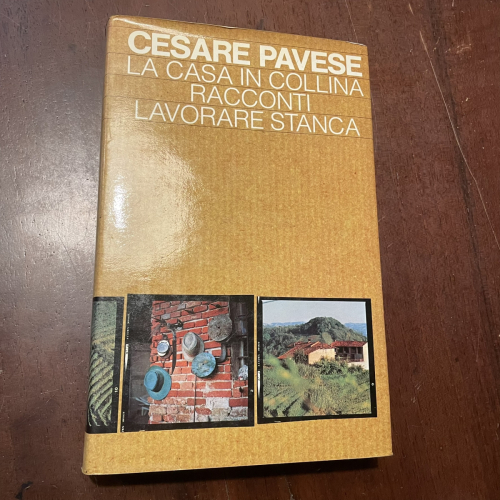 CESARE PAVESE
LA CASA IN COLLINA
RACCONTI
LAVORARE STANCA